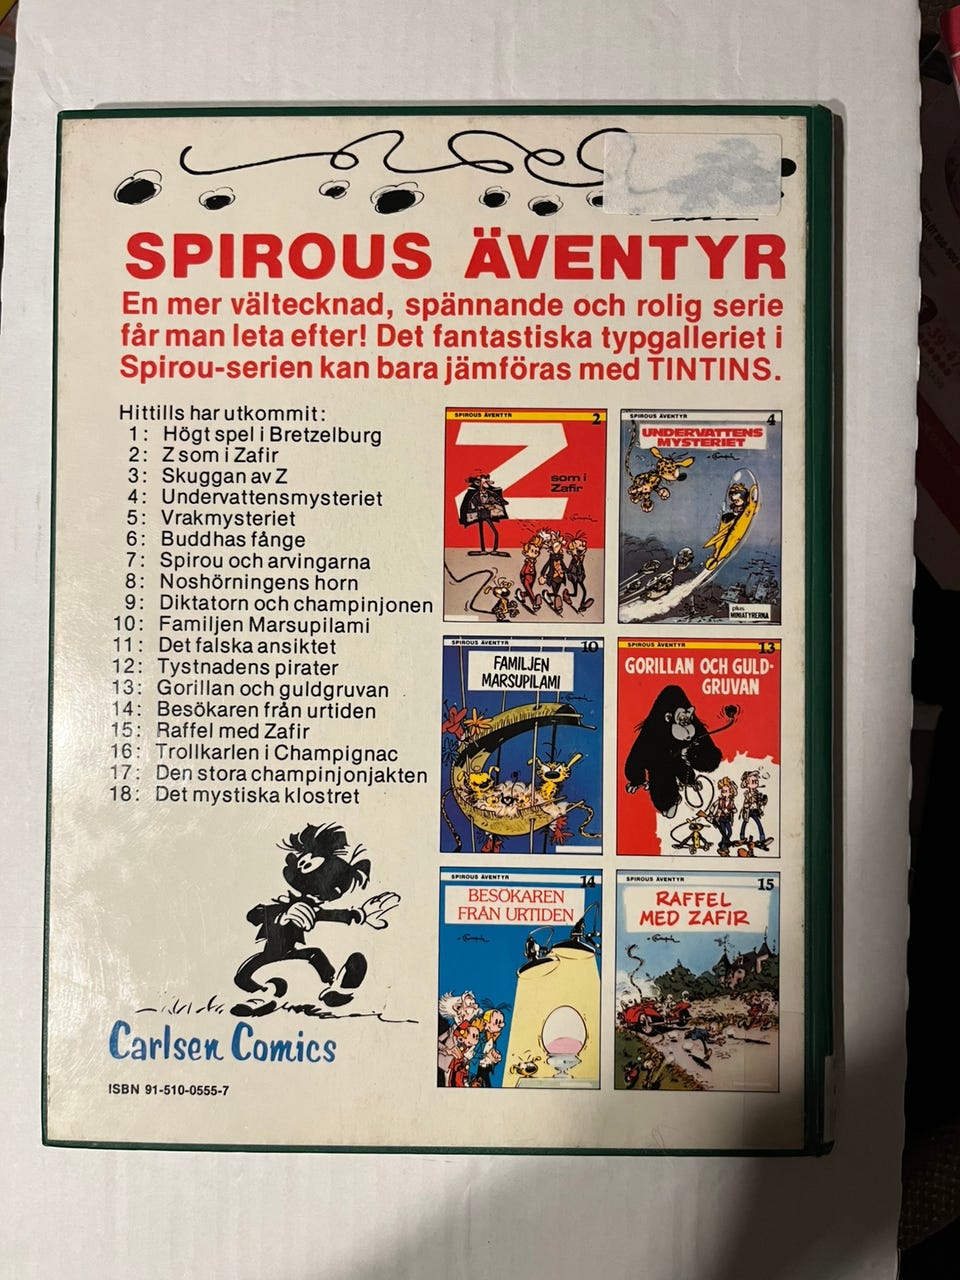 SPIROUS ÄVENTYR
En mer vältecknad, spännande och rolig serie
får man leta efter! Det fantastiska typgalleriet i
Spirou-serien kan bara jämföras med TINTINS.
Hittills har utkommit:
1: Högt spel i Bretzelburg
2: Z som i Zafir
3: Skuggan av Z
4: Undervattensmysteriet
5: Vrakmysteriet
6: Buddhas fånge
7: Spirou och arvingarna
8: Noshörningens horn
9: Diktatorn och champinjonen
10: Familjen Marsupilami
11: Det falska ansiktet
12: Tystnadens pirater
13: Gorillan och guldgruvan
14: Besökaren från urtiden
15: Raffel med Zafir
16: Trollkarlen i Champignac
17: Den stora champinjonjakten
18: Det mystiska klostret
SPIROUS ÄVENTYR 2
Z
som i
Zafir
SPIROUS ÄVENTYR 4
UNDERVATTENS
MYSTERIET
plus
MINIATYRERNA
SPIROUS ÄVENTYR 10
FAMILJEN
MARSUPILAMI
SPIROUS ÄVENTYR 13
GORILLAN OCH GULD-
GRUVAN
SPIROUS ÄVENTYR 14
BESÖKAREN
FRÅN URTIDEN
SPIROUS ÄVENTYR 15
RAFFEL
MED ZAFIR
Carlsen Comics
ISBN 91-510-0555-7